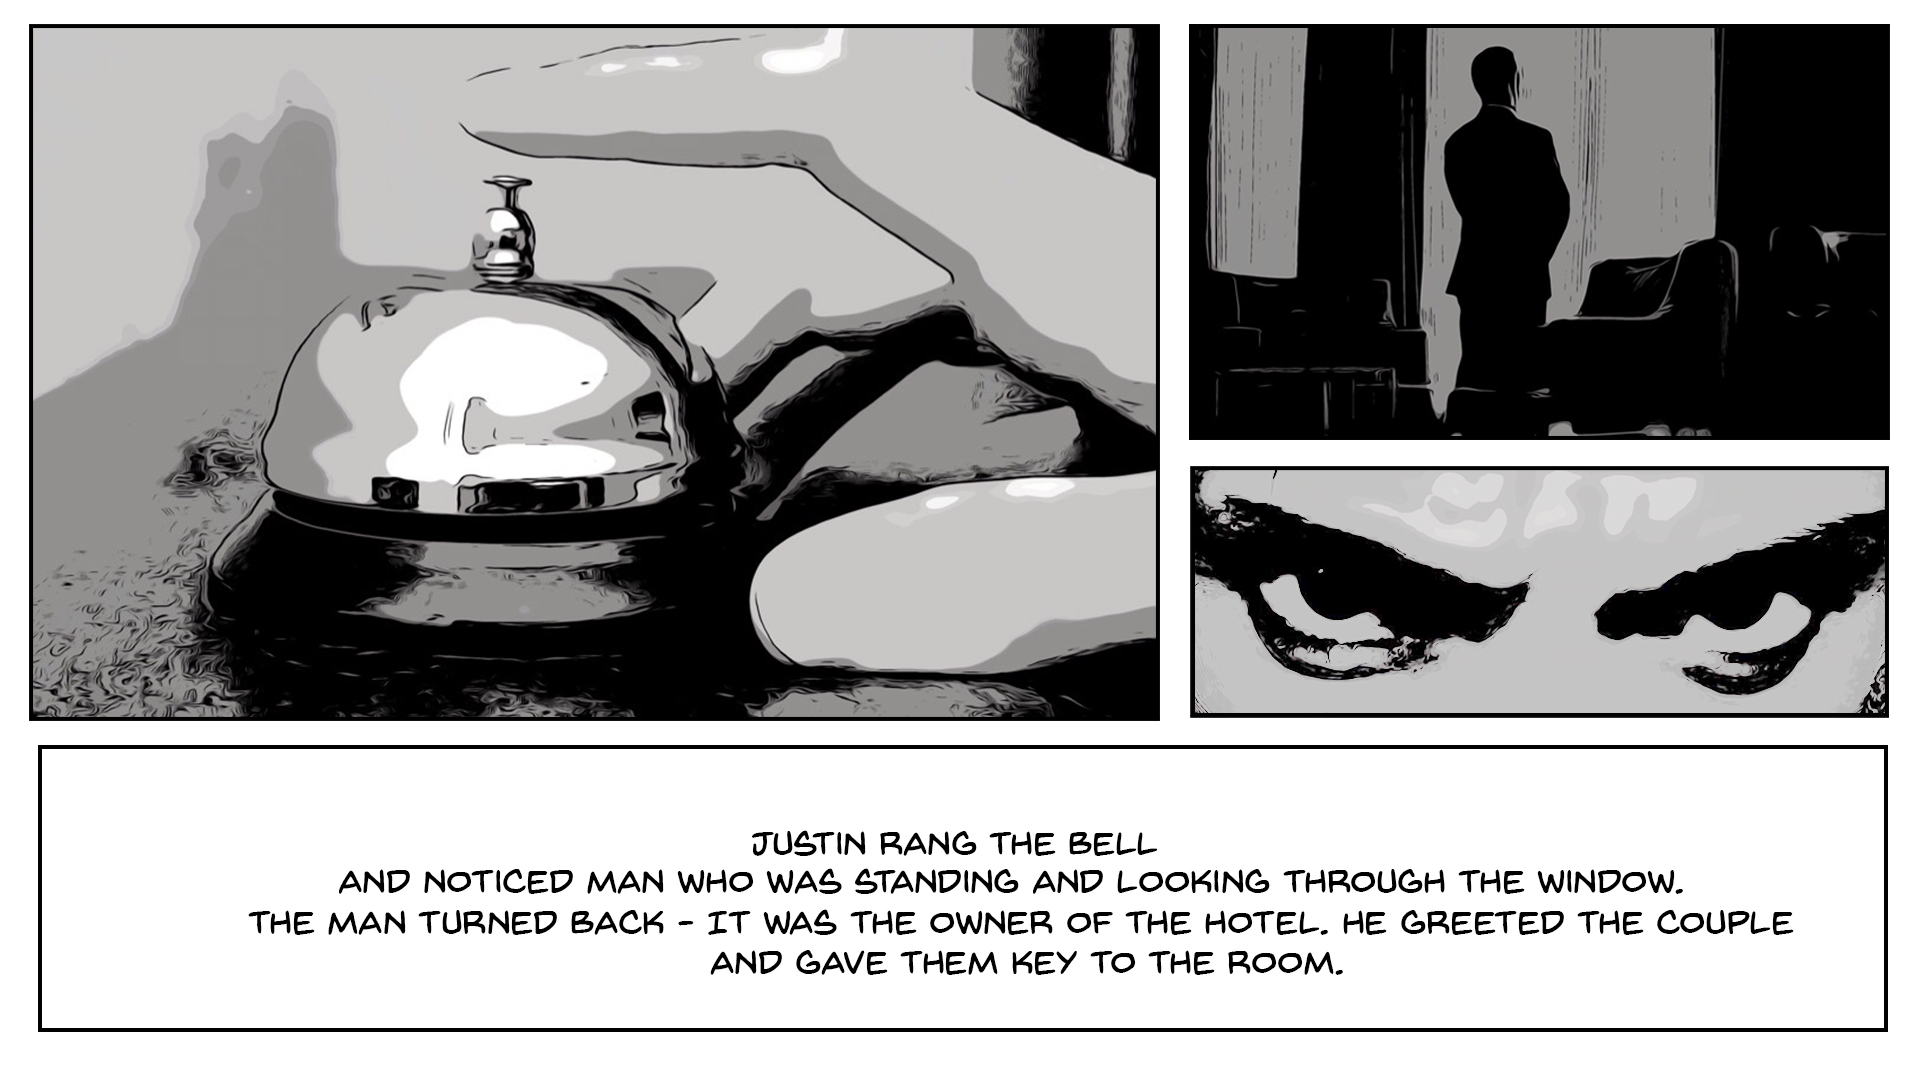 JUSTIN RANG THE BELL
AND NOTICED MAN WHO WAS STANDING AND LOOKING THROUGH THE WINDOW.
THE MAN TURNED BACK - IT WAS THE OWNER OF THE HOTEL. HE GREETED THE COUPLE
AND GAVE THEM KEY TO THE ROOM.